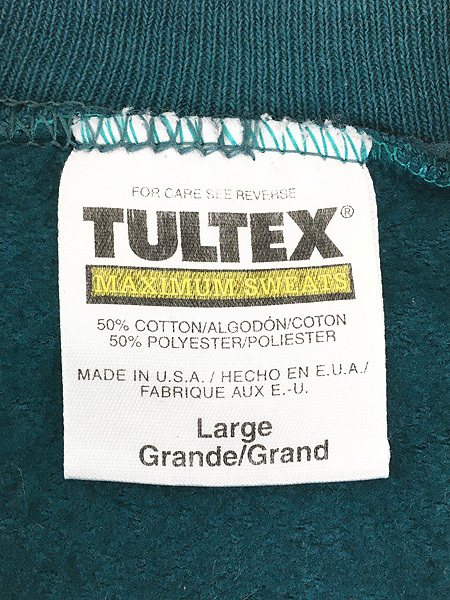 FOR CARE SEE REVERSE
TULTEX®
MAXIMUM SWEATS
50% COTTON/ALGODÓN/COTON
50% POLYESTER/POLIESTER
MADE IN U.S.A. / HECHO EN E.U.A./
FABRIQUE AUX E.-U.
Large
Grande/Grand